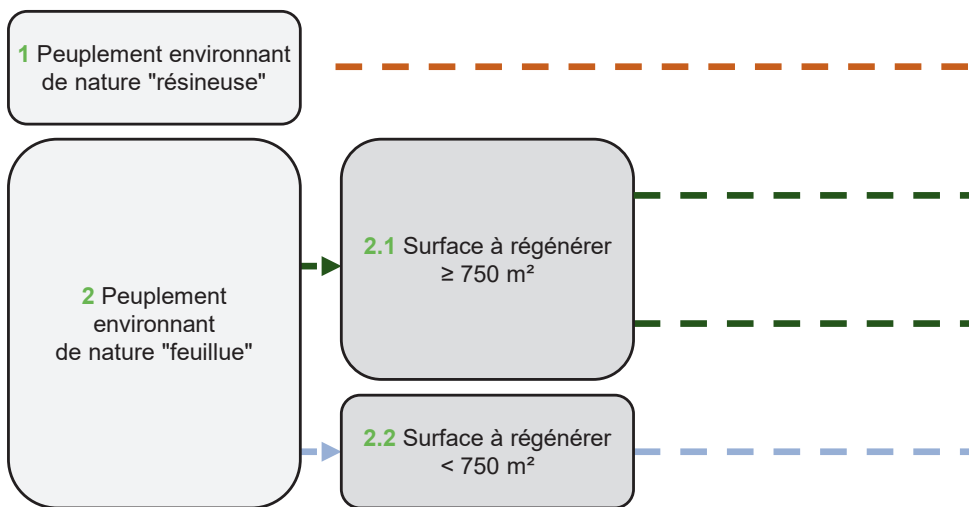 1 Peuplement environnant
de nature "résineuse"
2.1 Surface à régénérer
≥ 750 m²
2 Peuplement
environnant
de nature "feuillue"
2.2 Surface à régénérer
< 750 m²